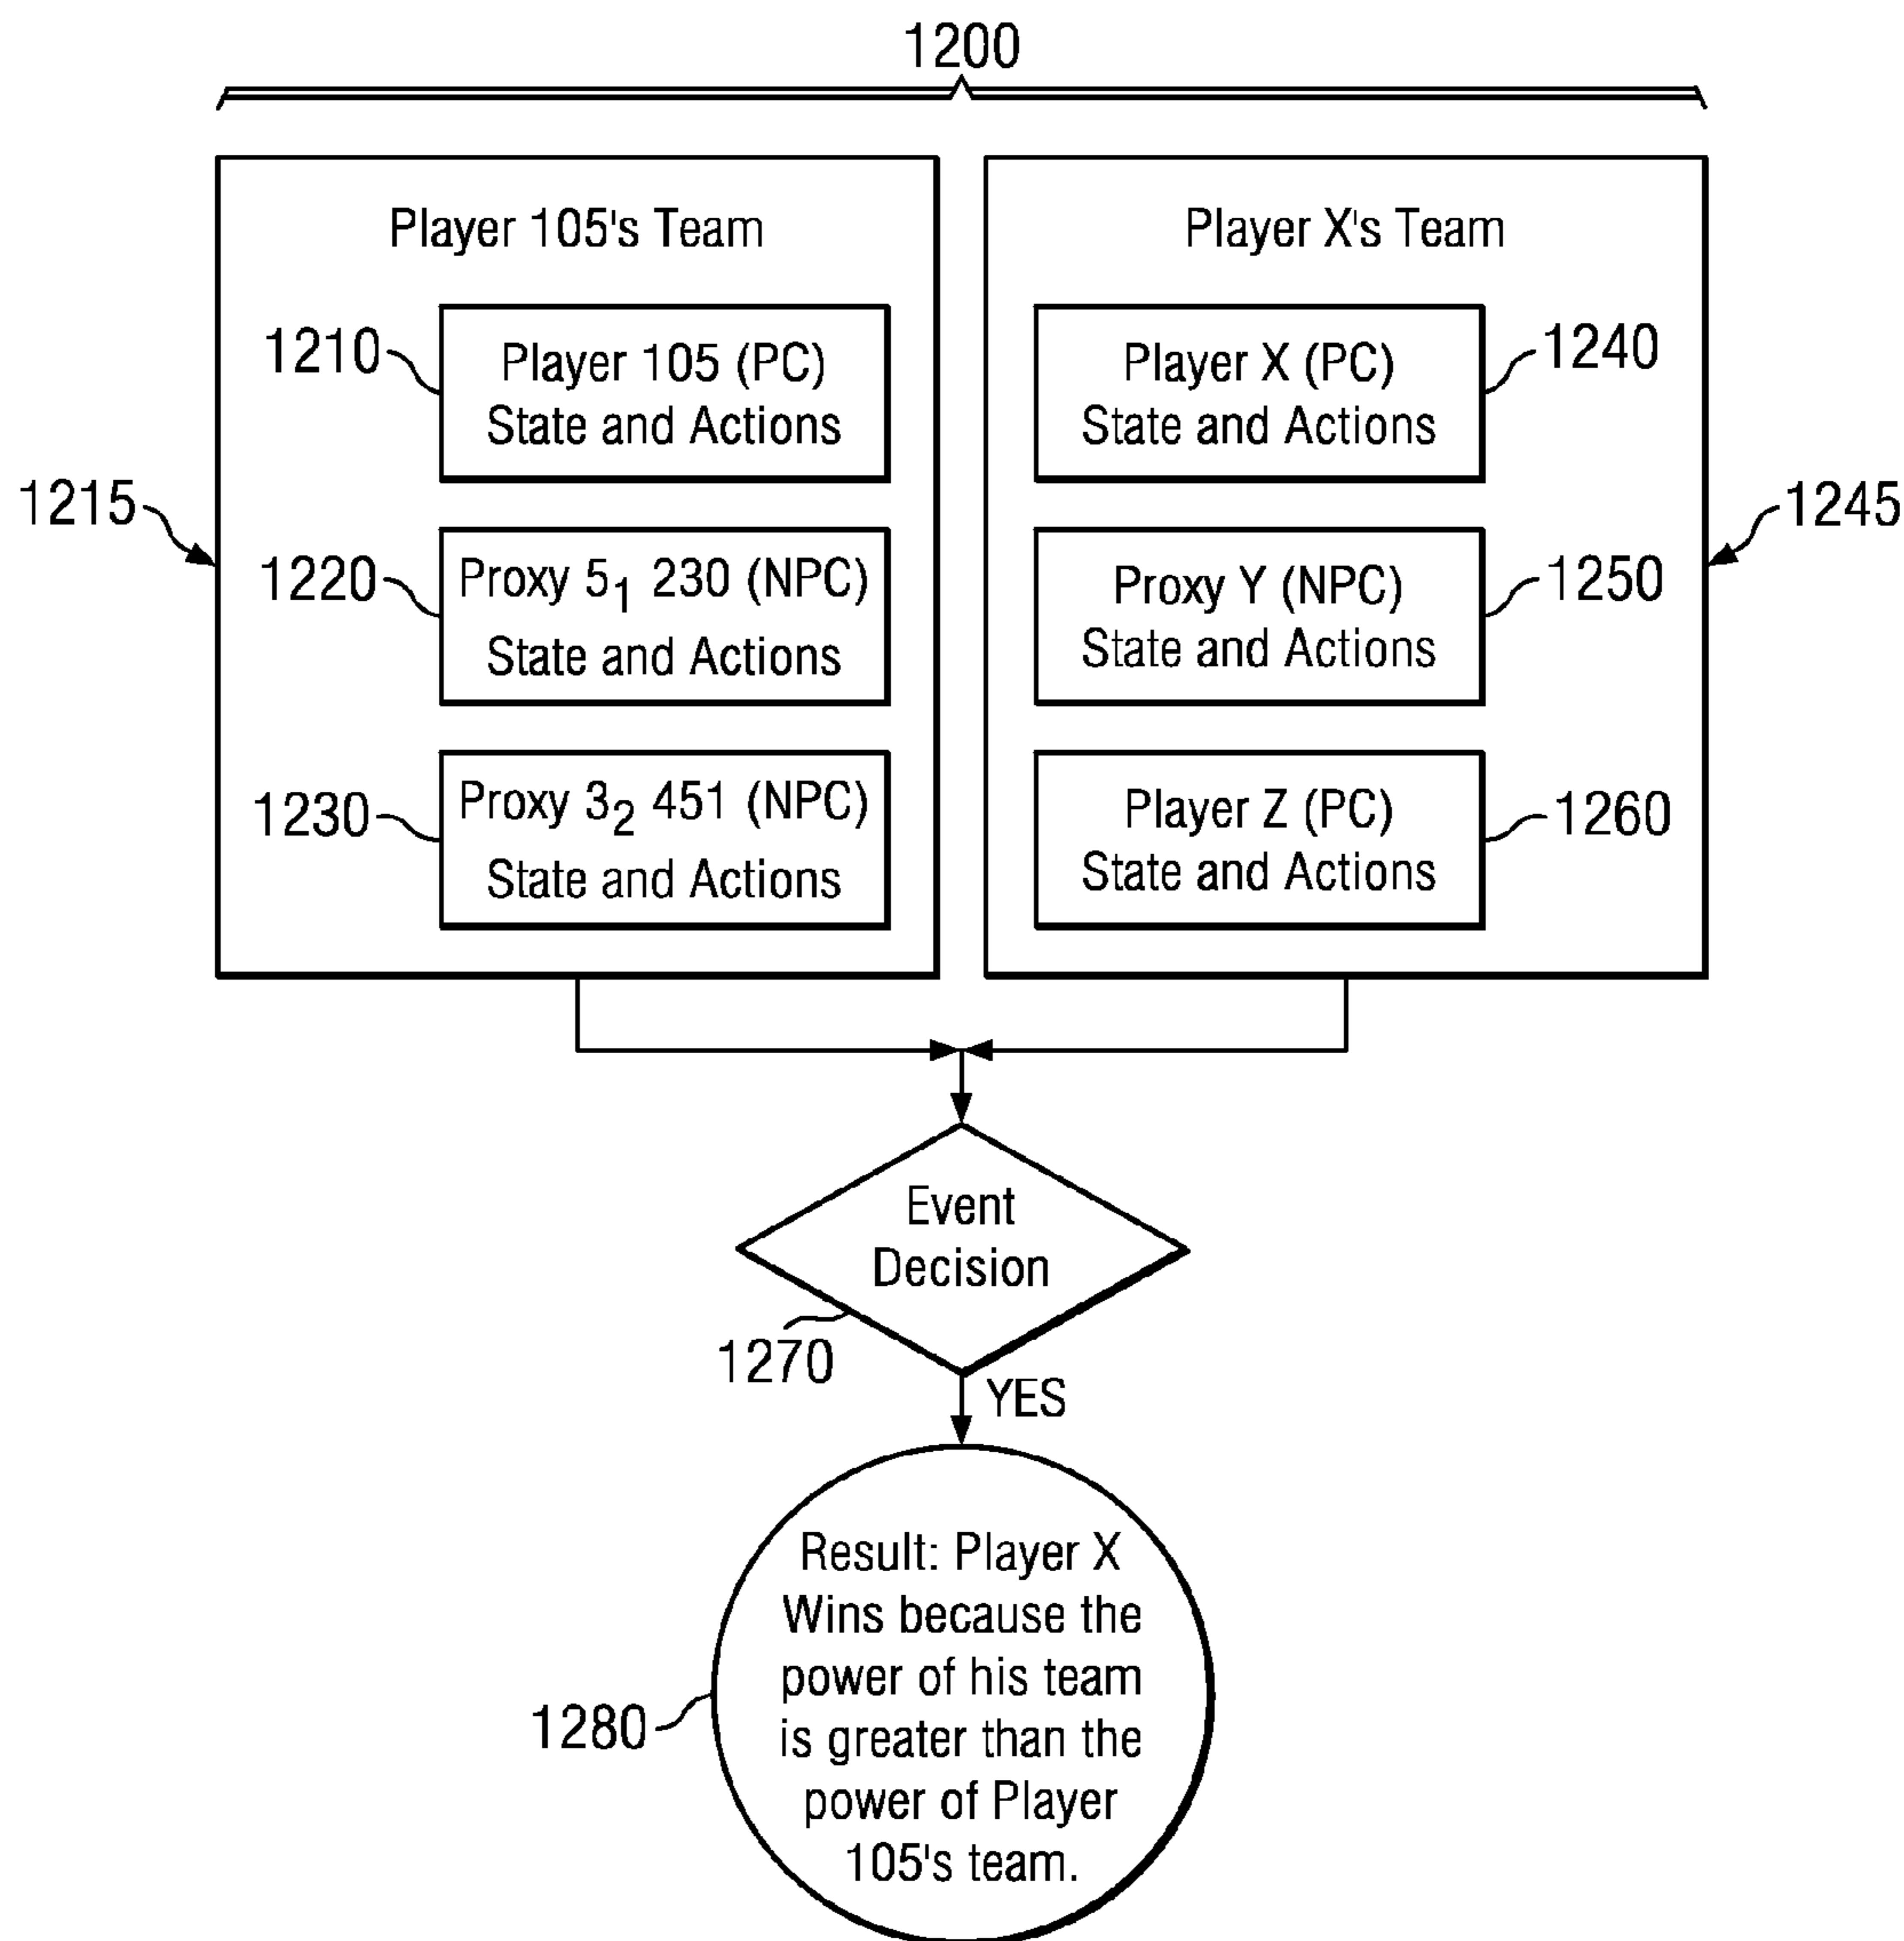 1200
Player 105's Team
1210
Player 105 (PC)
State and Actions
1215
1220
Proxy 5₁ 230 (NPC)
State and Actions
1230
Proxy 3₂ 451 (NPC)
State and Actions
Player X's Team
Player X (PC)
State and Actions
1240
1245
Proxy Y (NPC)
State and Actions
1250
Player Z (PC)
State and Actions
1260
Event
Decision
1270
YES
Result: Player X
Wins because the
power of his team
is greater than the
power of Player
105's team.
1280